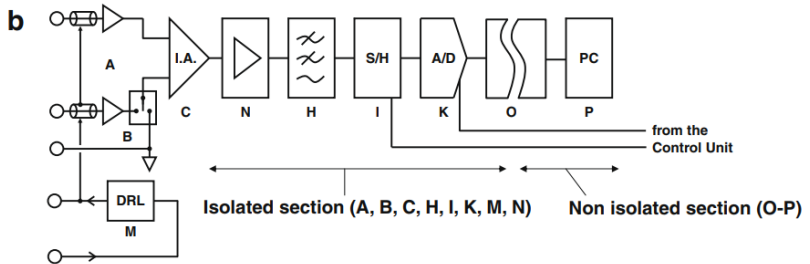 b
A
I.A.
S/H
A/D
PC
B
C
N
H
I
K
O
P
from the
Control Unit
DRL
M
Isolated section (A, B, C, H, I, K, M, N)
Non isolated section (O-P)